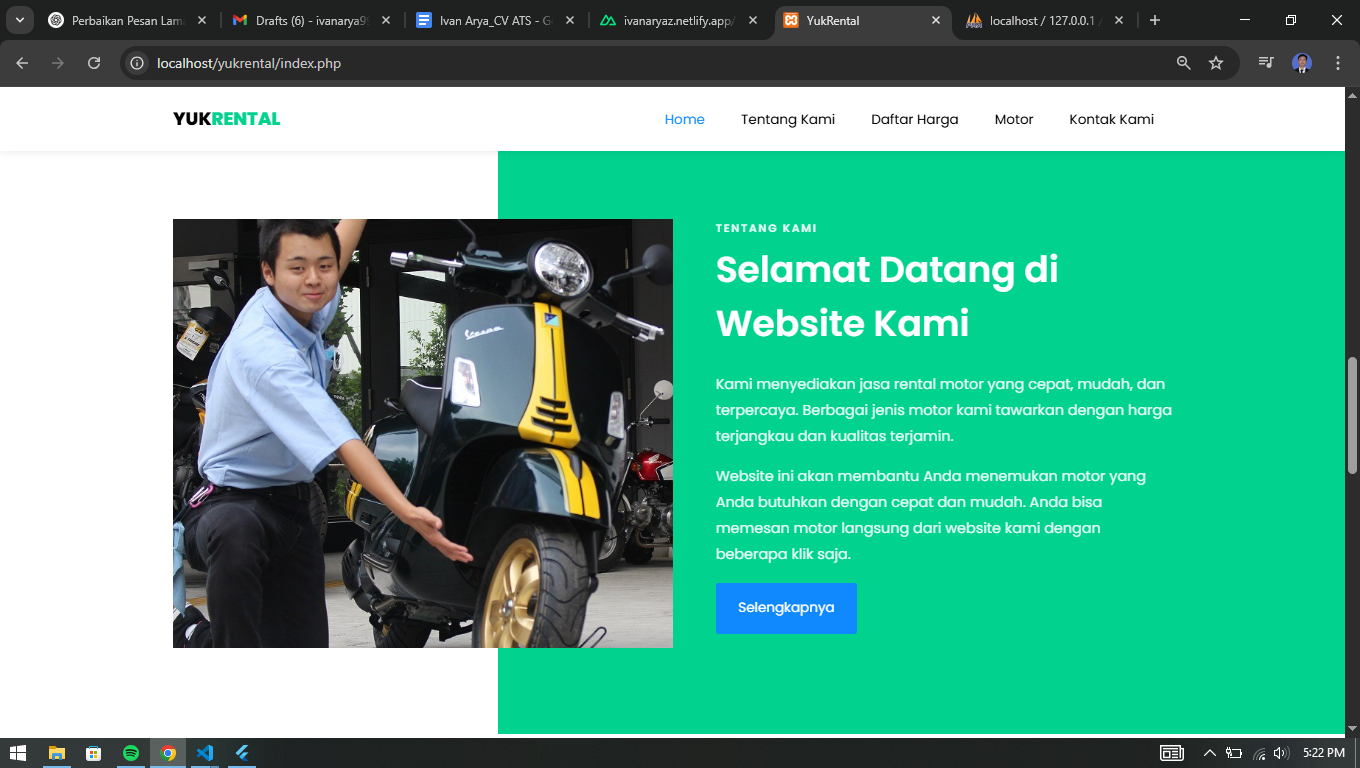 Perbaikan Pesan Lam
Drafts (6) - ivanarya9
Ivan Arya_CV ATS - G
ivanaryaz.netlify.app/
YukRental
localhost / 127.0.0.1
localhost/yukrental/index.php
YUKRENTAL
Home
Tentang Kami
Daftar Harga
Motor
Kontak Kami
TENTANG KAMI
Selamat Datang di
Website Kami
Kami menyediakan jasa rental motor yang cepat, mudah, dan
terpercaya. Berbagai jenis motor kami tawarkan dengan harga
terjangkau dan kualitas terjamin.
Website ini akan membantu Anda menemukan motor yang
Anda butuhkan dengan cepat dan mudah. Anda bisa
memesan motor langsung dari website kami dengan
beberapa klik saja.
Selengkapnya
Vespa
5:22 PM